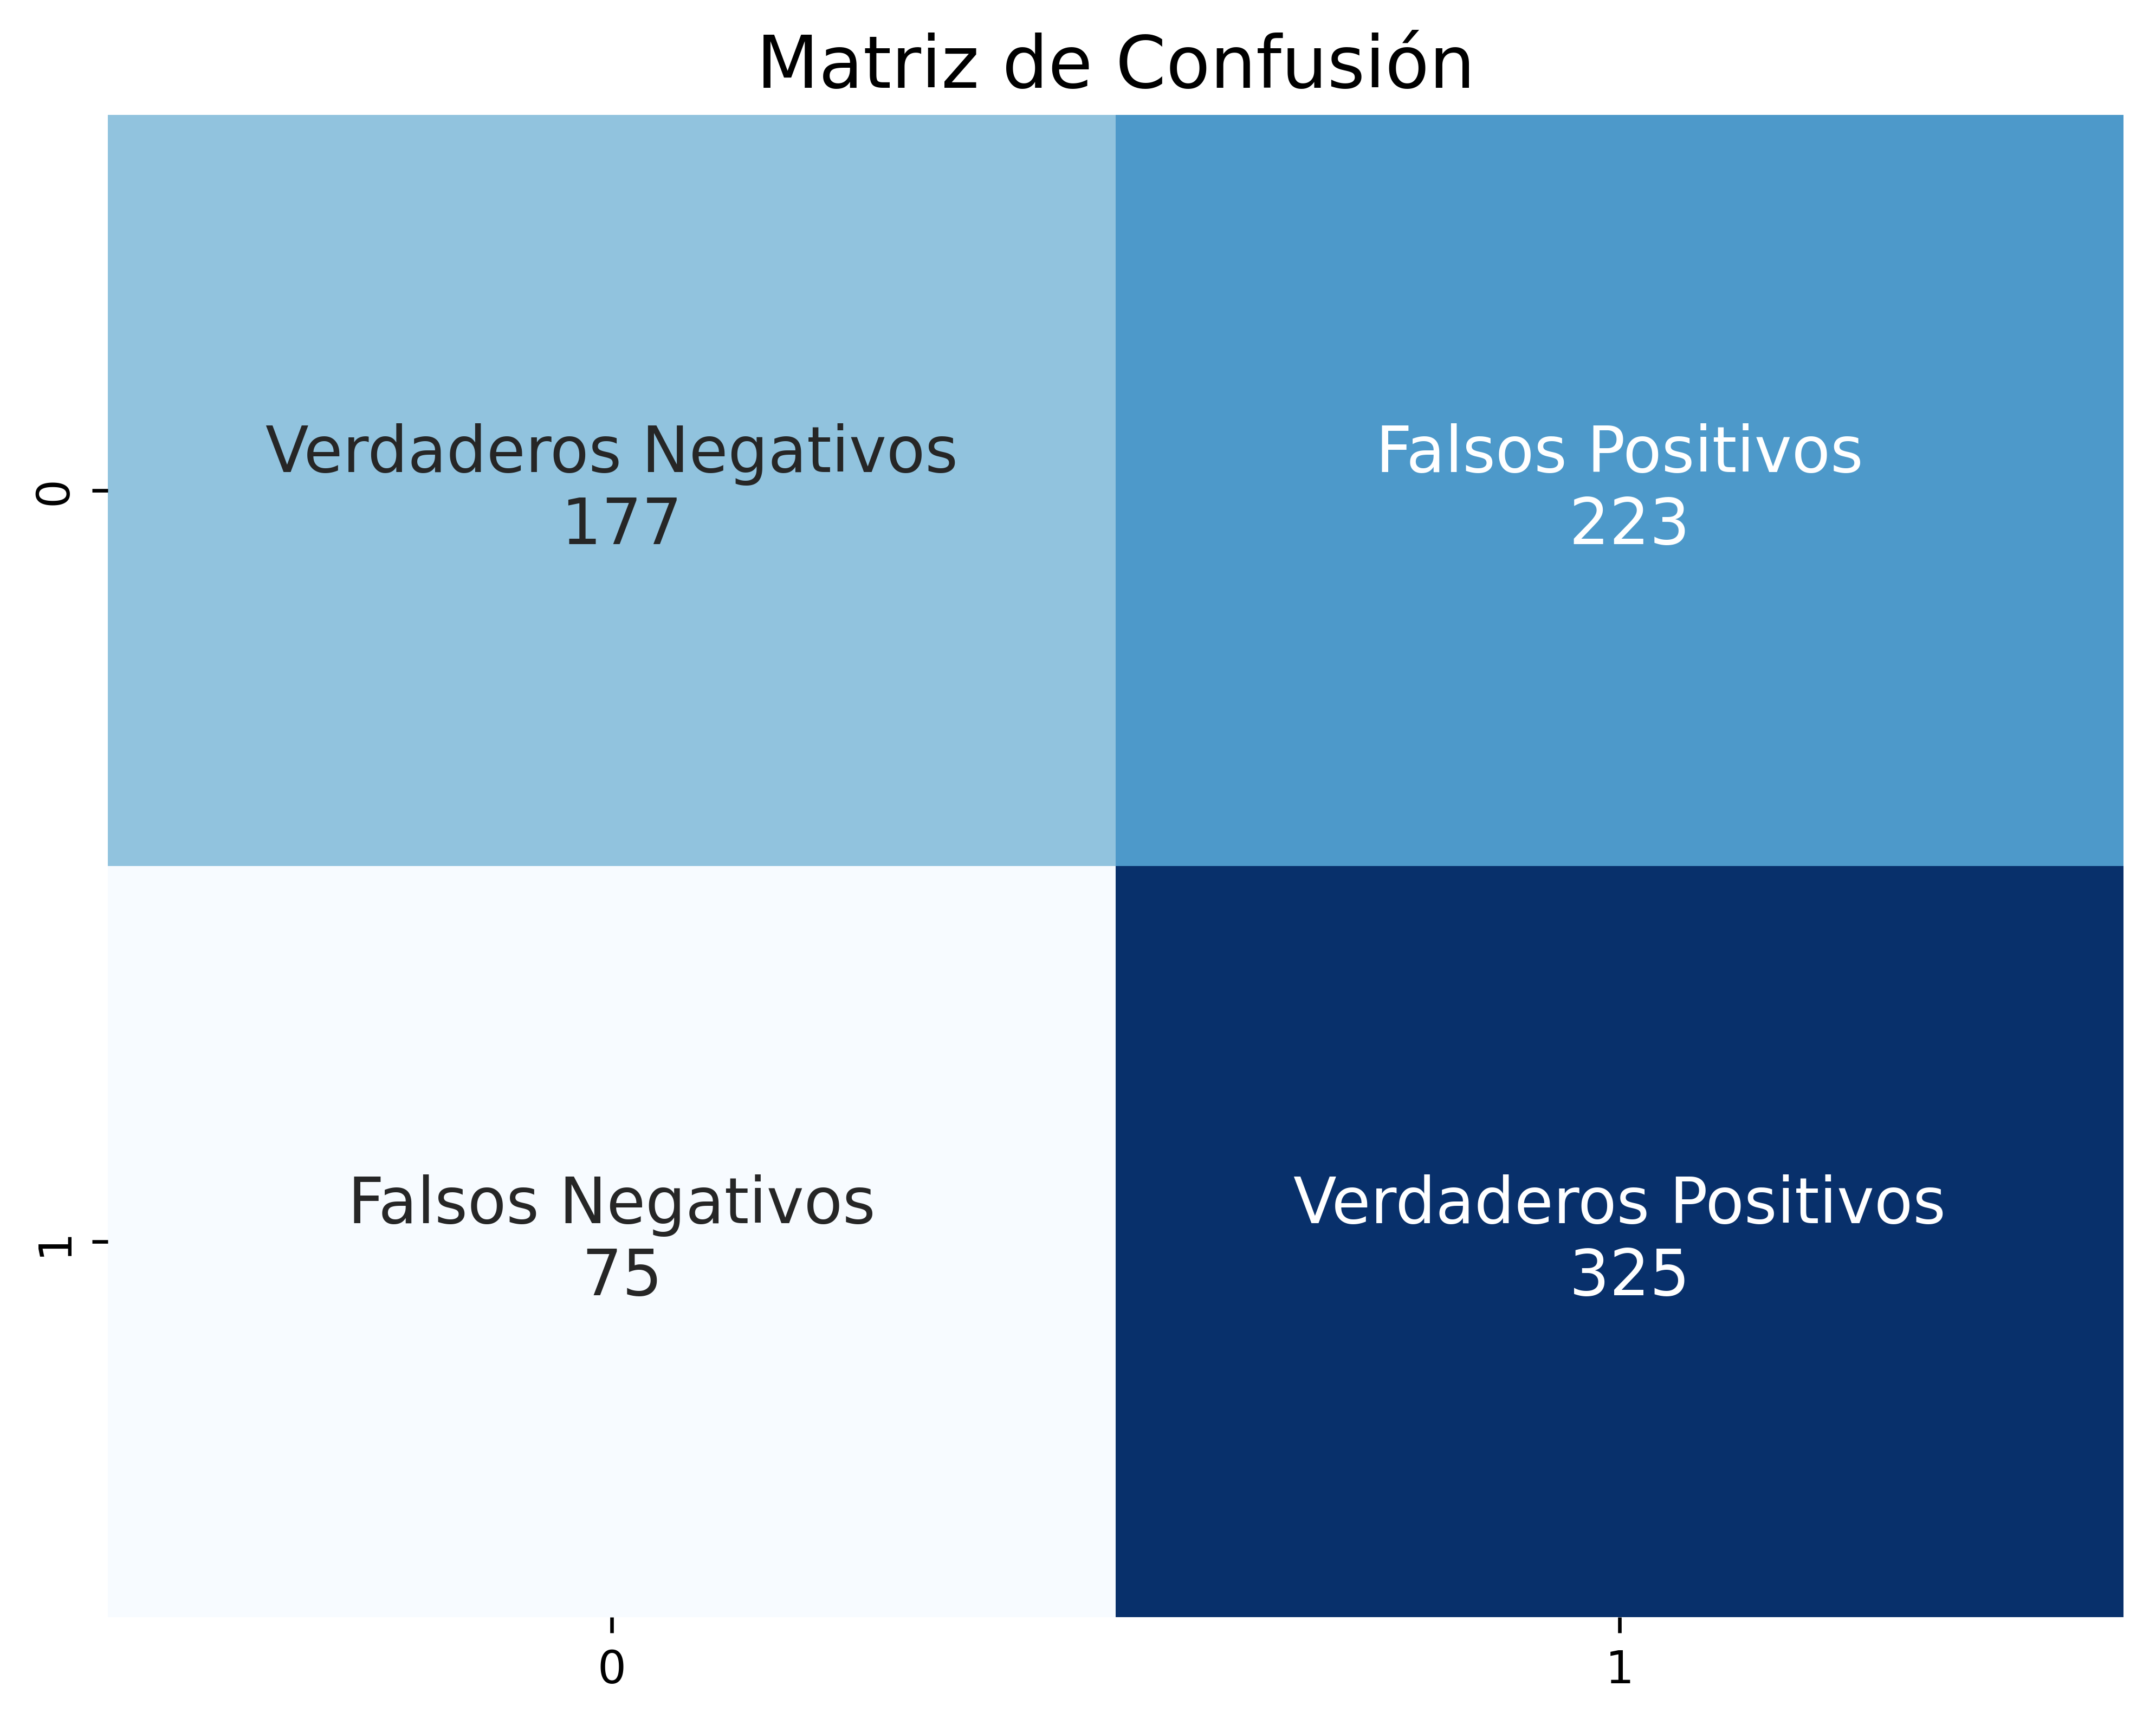 Matriz de Confusión
0
Verdaderos Negativos
177
Falsos Positivos
223
1
Falsos Negativos
75
Verdaderos Positivos
325
0
1